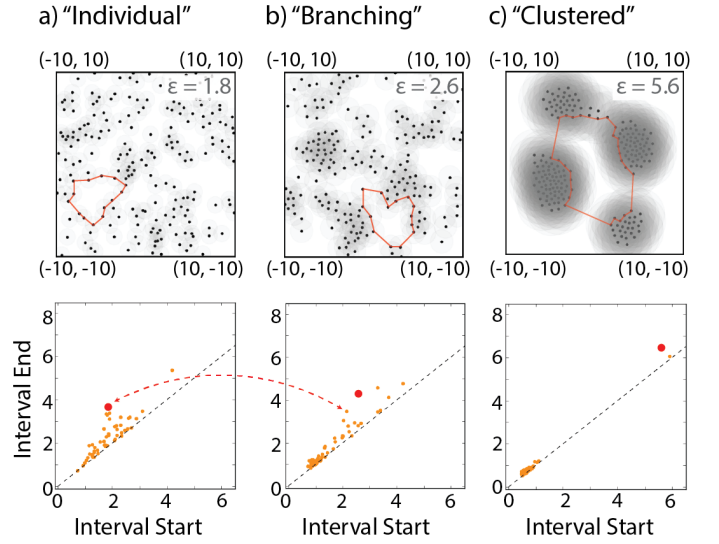 a) “Individual”
b) “Branching”
c) “Clustered”
(-10, 10) (10, 10)
(-10, 10) (10, 10)
(-10, 10) (10, 10)
ε = 1.8
ε = 2.6
ε = 5.6
(-10, -10) (10, -10)
(-10, -10) (10, -10)
(-10, -10) (10, -10)
Interval End
8
6
4
2
0
0 2 4 6
Interval Start
8
6
4
2
0
0 2 4 6
Interval Start
8
6
4
2
0
0 2 4 6
Interval Start